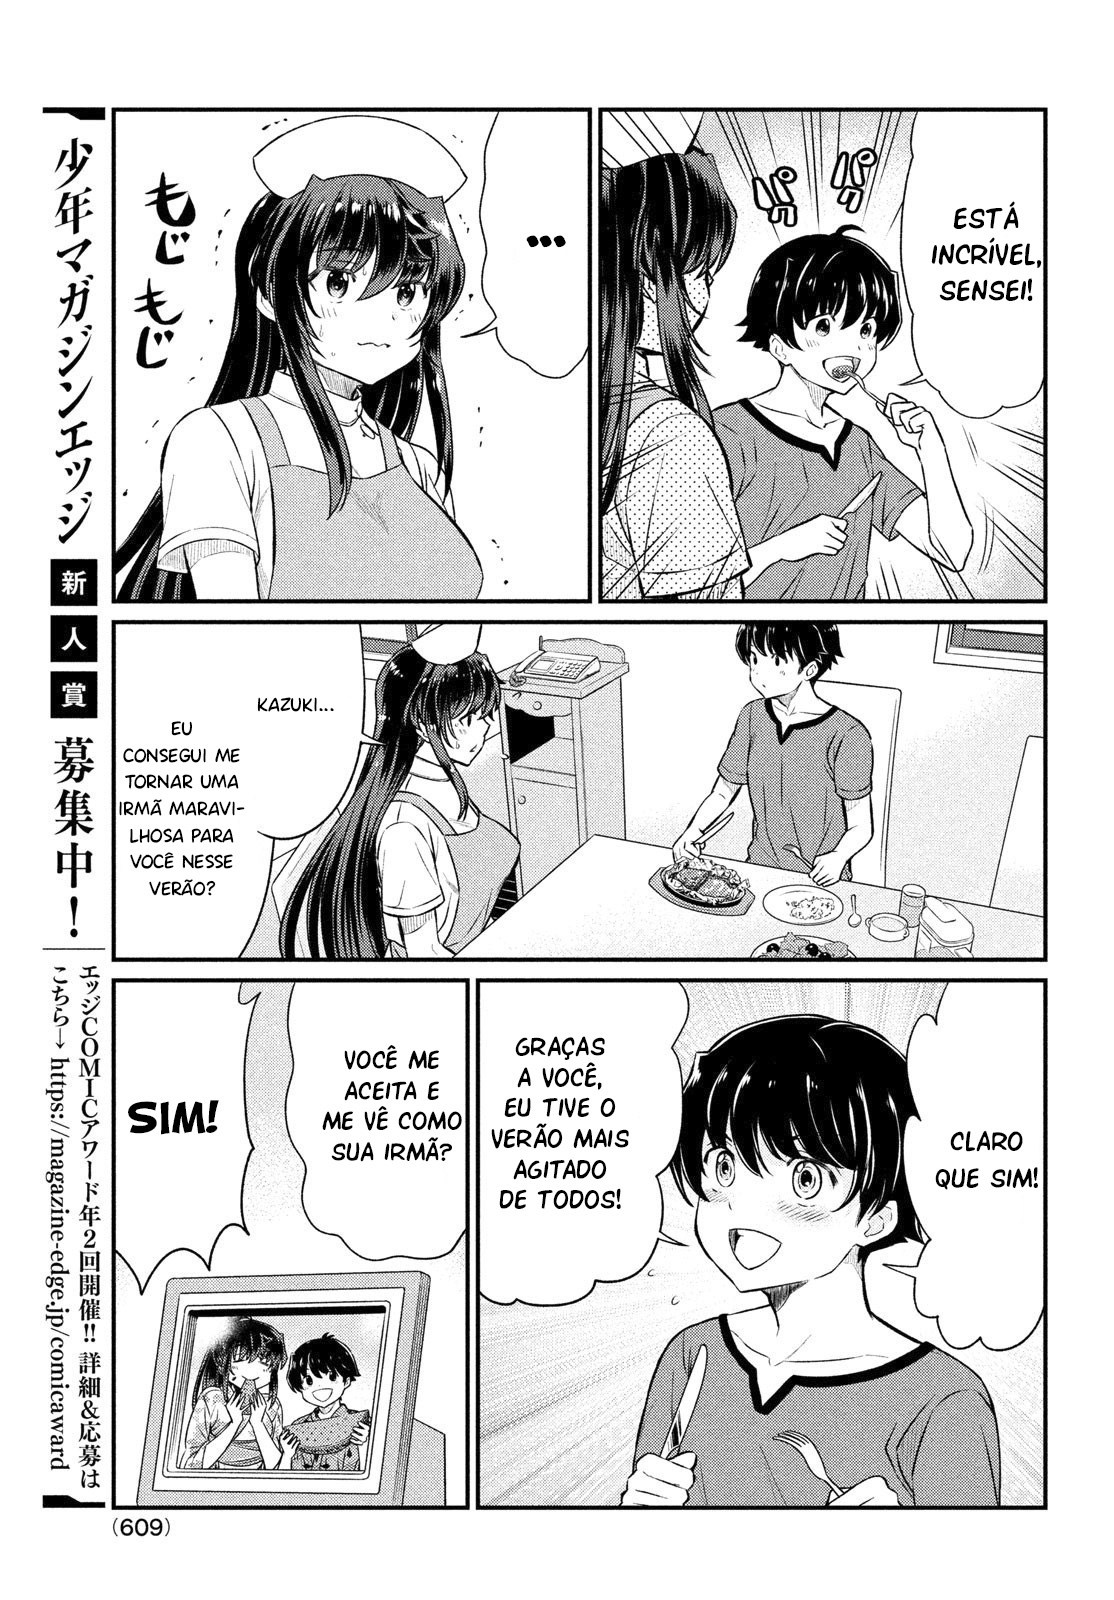 パクパク
ESTÁ
INCRÍVEL,
SENSEI!
...
もじ
もじ
KAZUKI...
EU
CONSEGUI ME
TORNAR UMA
IRMÃ MARAVI-
LHOSA PARA
VOCÊ NESSE
VERÃO?
CLARO
QUE SIM!
GRAÇAS
A VOCÊ,
EU TIVE O
VERÃO MAIS
AGITADO
DE TODOS!
VOCÊ ME
ACEITA E
ME VÊ COMO
SUA IRMÃ?
SIM!
少年マガジンエッジ新人賞募集中!
エッジCOMICアワード年2回開催!! 詳細&応募は
こちら→ https://magazine-edge.jp/comicaward
(609)